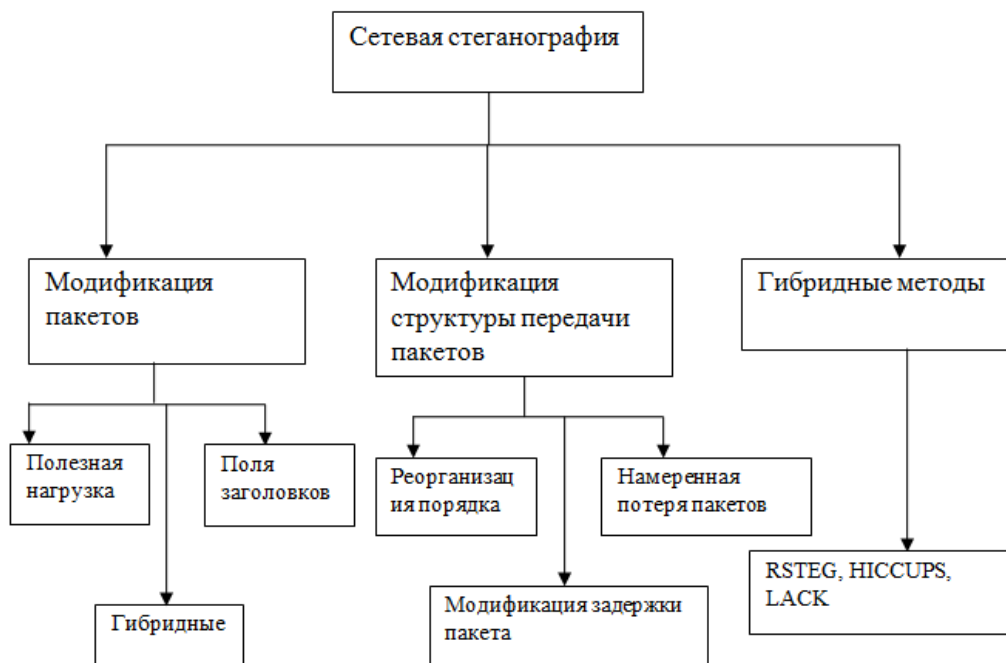 Сетевая стеганография
Модификация
пакетов
Модификация
структуры передачи
пакетов
Гибридные методы
Полезная
нагрузка
Поля
заголовков
Реорганизац
ия порядка
Намеренная
потеря пакетов
Гибридные
Модификация задержки
пакета
RSTEG, HICCUPS,
LACK